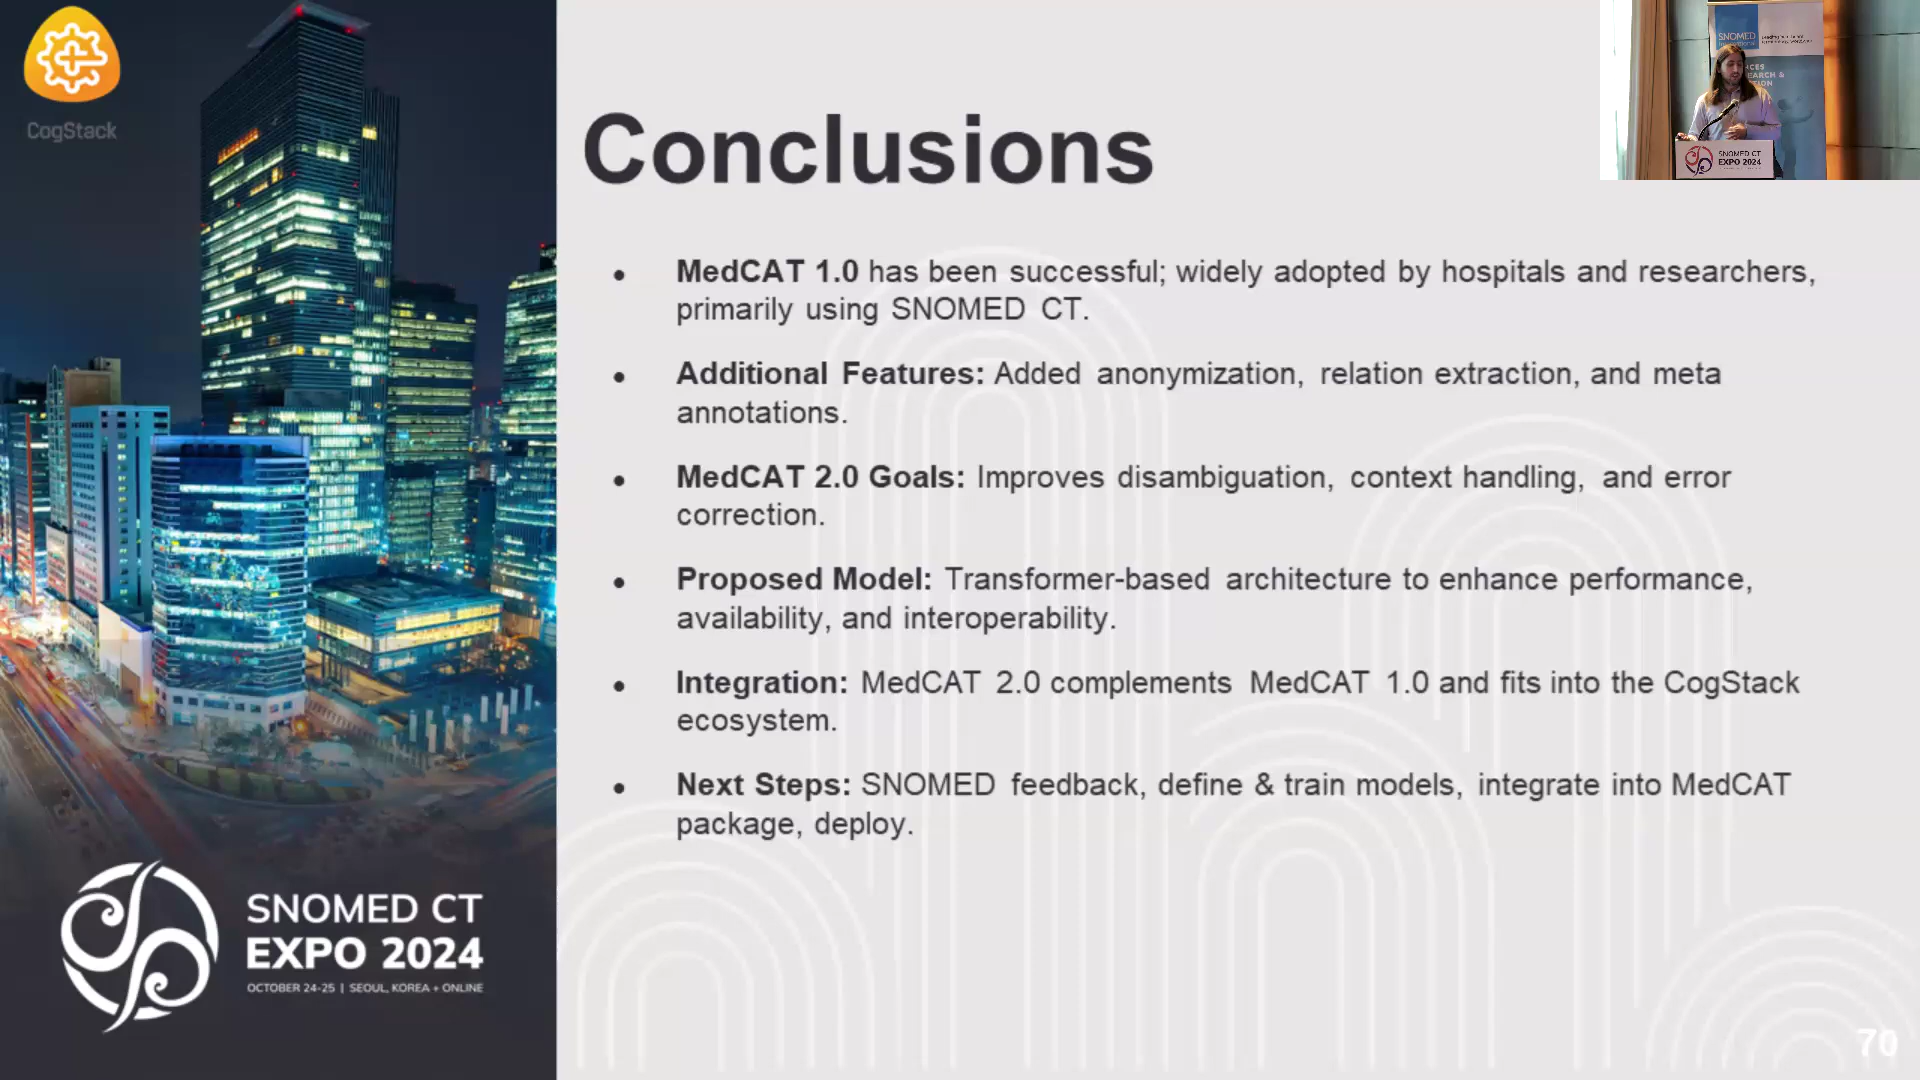 CogStack
Conclusions
• MedCAT 1.0 has been successful; widely adopted by hospitals and researchers,
primarily using SNOMED CT.
• Additional Features: Added anonymization, relation extraction, and meta
annotations.
• MedCAT 2.0 Goals: Improves disambiguation, context handling, and error
correction.
• Proposed Model: Transformer-based architecture to enhance performance,
availability, and interoperability.
• Integration: MedCAT 2.0 complements MedCAT 1.0 and fits into the CogStack
ecosystem.
• Next Steps: SNOMED feedback, define & train models, integrate into MedCAT
package, deploy.
SNOMED CT
EXPO 2024
OCTOBER 24-25 | SEOUL, KOREA + ONLINE
70
SNOMED
SNOMED CT
EXPO 2024